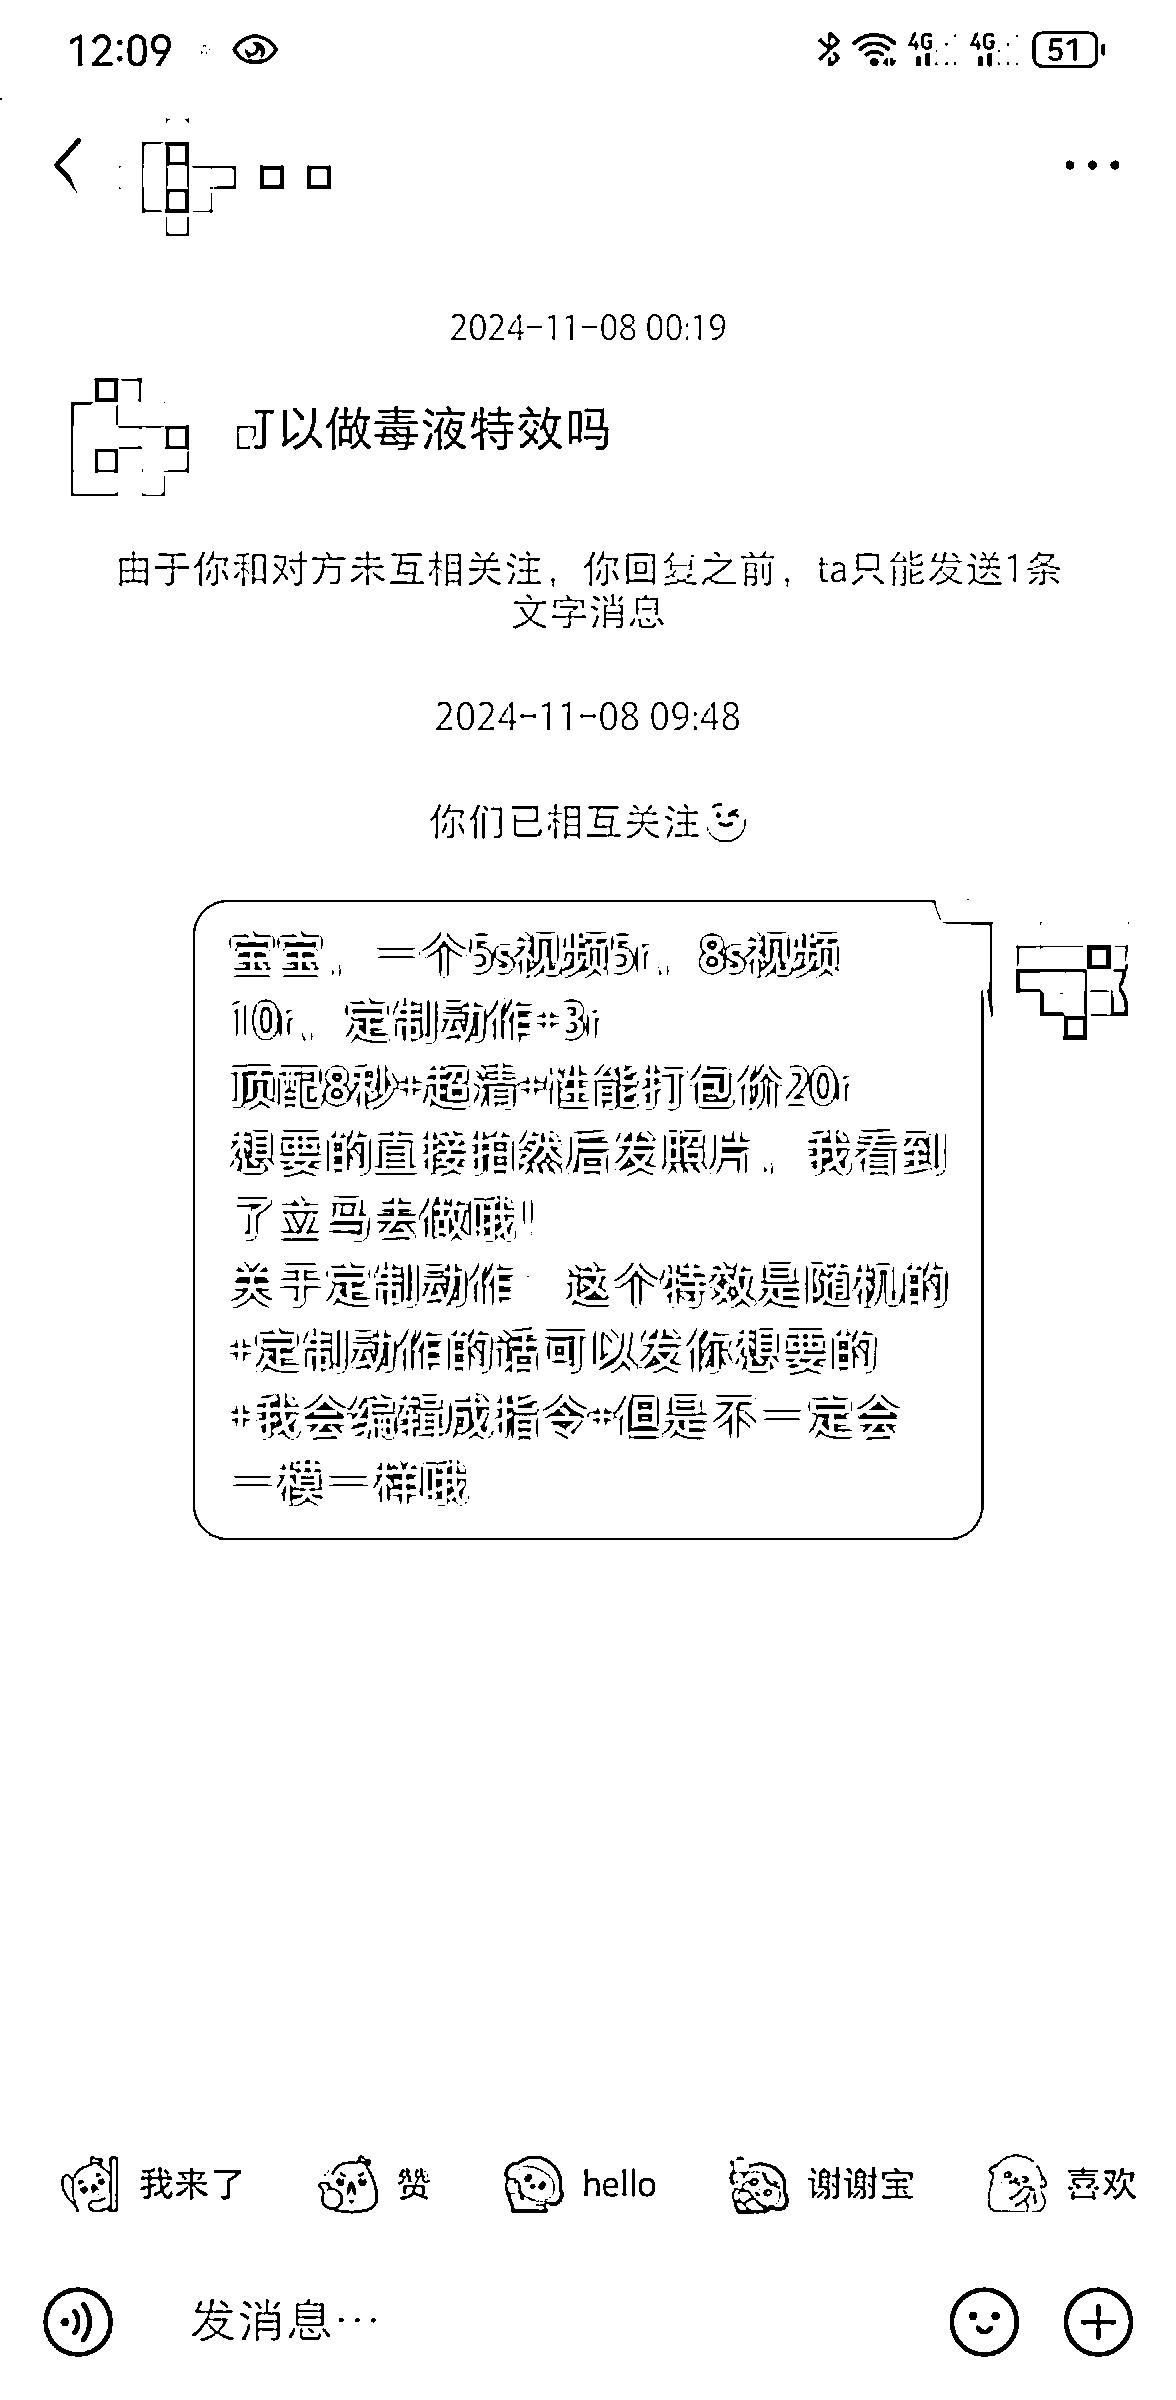 12:09
4G 4G 51
2024-11-08 00:19
可以做毒液特效吗
由于你和对方未互相关注，你回复之前，ta只能发送1条
文字消息
2024-11-08 09:48
你们已相互关注
宝宝，一个5s视频5r，8s视频
10r，定制动作+3r
顶配8秒+超清+性能打包价20r
想要的直接拍然后发照片，我看到
了立马去做哦！
关于定制动作 这个特效是随机的
+定制动作的话可以发你想要的
+我会编辑成指令+但是不一定会
一模一样哦
我来了 赞 hello 谢谢宝 喜欢
发消息…